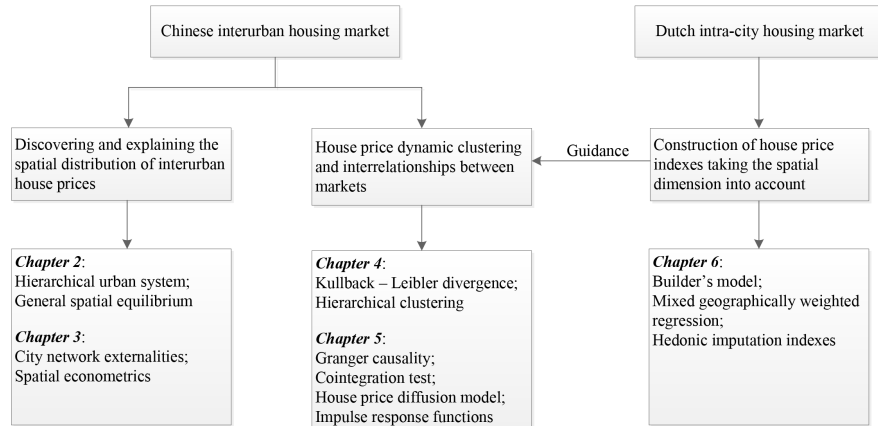 Chinese interurban housing market
Dutch intra-city housing market
Discovering and explaining the
spatial distribution of interurban
house prices
House price dynamic clustering
and interrelationships between
markets
Guidance
Construction of house price
indexes taking the spatial
dimension into account
Chapter 2:
Hierarchical urban system;
General spatial equilibrium
Chapter 3:
City network externalities;
Spatial econometrics
Chapter 4:
Kullback – Leibler divergence;
Hierarchical clustering
Chapter 5:
Granger causality;
Cointegration test;
House price diffusion model;
Impulse response functions
Chapter 6:
Builder's model;
Mixed geographically weighted
regression;
Hedonic imputation indexes